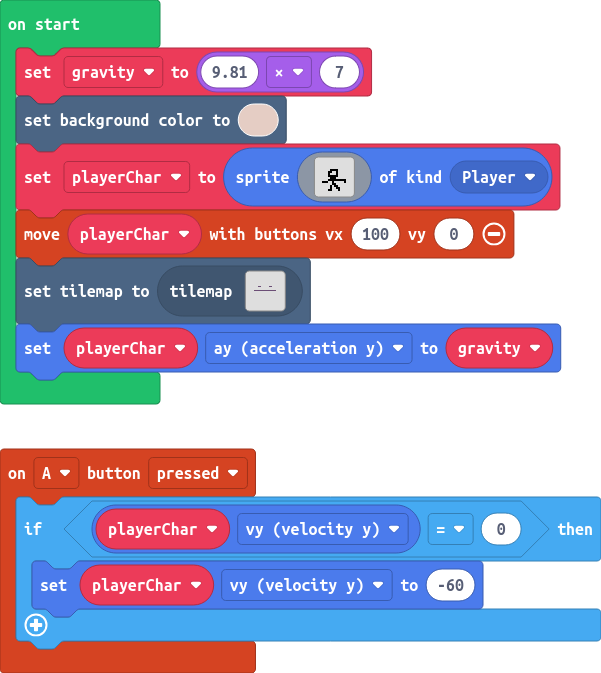 on start
set gravity to 9.81 × 7
set background color to
set playerChar to sprite of kind Player
move playerChar with buttons vx 100 vy 0
set tilemap to tilemap
set playerChar ay (acceleration y) to gravity
on A button pressed
if playerChar vy (velocity y) = 0 then
set playerChar vy (velocity y) to -60